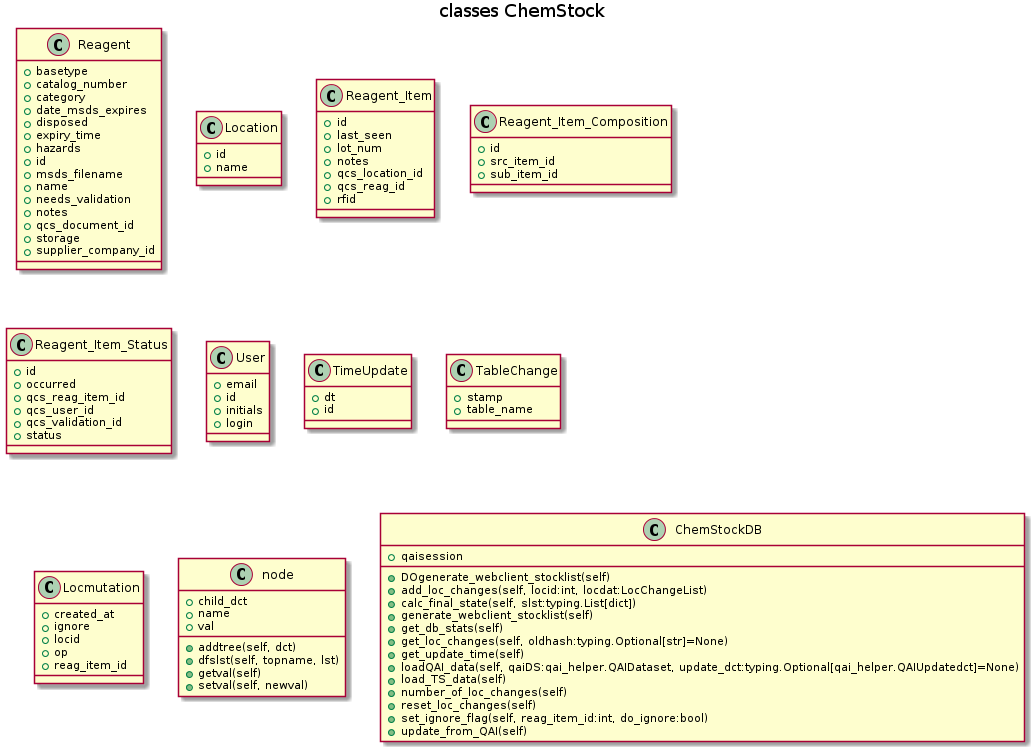 classes ChemStock
C Reagent
basetype
catalog_number
category
date_msds_expires
disposed
expiry_time
hazards
id
msds_filename
name
needs_validation
notes
qcs_document_id
storage
supplier_company_id
C Location
id
name
C Reagent_Item
id
last_seen
lot_num
notes
qcs_location_id
qcs_reag_id
rfid
C Reagent_Item_Composition
id
src_item_id
sub_item_id
C Reagent_Item_Status
id
occurred
qcs_reag_item_id
qcs_user_id
qcs_validation_id
status
C User
email
id
initials
login
C TimeUpdate
dt
id
C TableChange
stamp
table_name
C Locmutation
created_at
ignore
locid
op
reag_item_id
C node
child_dct
name
val
addtree(self, dct)
dfslst(self, topname, lst)
getval(self)
setval(self, newval)
C ChemStockDB
qaisession
DOgenerate_webclient_stocklist(self)
add_loc_changes(self, locid:int, locdat:LocChangeList)
calc_final_state(self, slst:typing.List[dict])
generate_webclient_stocklist(self)
get_db_stats(self)
get_loc_changes(self, oldhash:typing.Optional[str]=None)
get_update_time(self)
loadQAI_data(self, qaiDS:qai_helper.QAIDataset, update_dct:typing.Optional[qai_helper.QAIUpdatedct]=None)
load_TS_data(self)
number_of_loc_changes(self)
reset_loc_changes(self)
set_ignore_flag(self, reag_item_id:int, do_ignore:bool)
update_from_QAI(self)